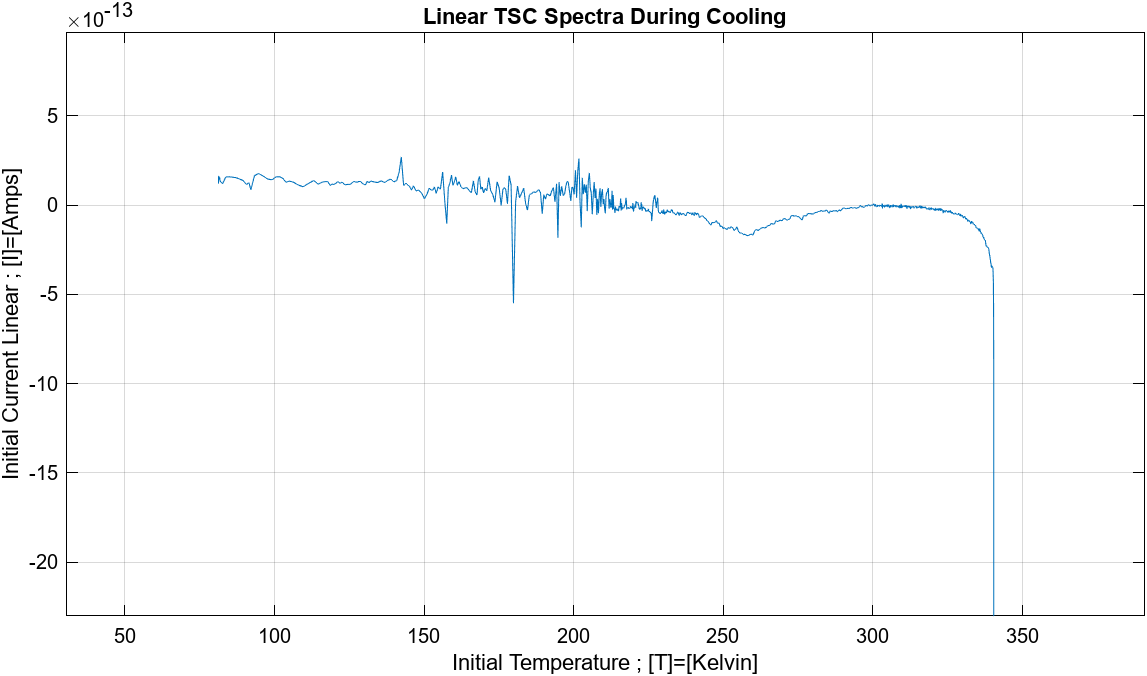 Linear TSC Spectra During Cooling
×10-13
5
0
-5
-10
-15
-20
Initial Current Linear ; [I]=[Amps]
50 100 150 200 250 300 350
Initial Temperature ; [T]=[Kelvin]